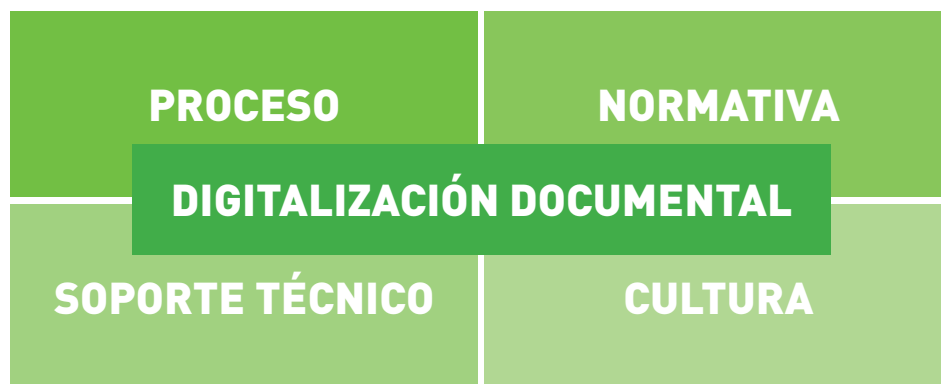 PROCESO
NORMATIVA
DIGITALIZACIÓN DOCUMENTAL
SOPORTE TÉCNICO
CULTURA